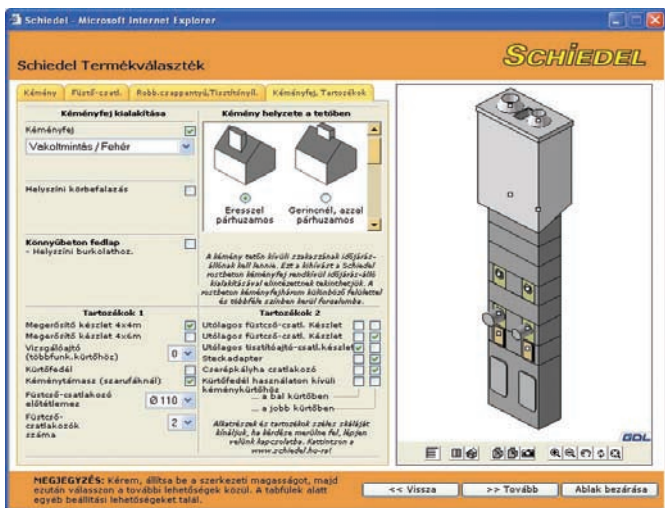 Schiedel - Microsoft Internet Explorer
Schiedel Termékválaszték
SCHIEDEL
Kémény
Füstcső-csatl.
Robb.csappantyú,Tisztítónyíl.
Kéményfej, Tartozékok
Kéményfej kialakítása
Kéményfej
Vakoltmintás / Fehér
Helyszíni körbefalazás
Könnyűbeton fedlap
- Helyszíni burkolathoz.
Kémény helyzete a tetőben
Eresszel párhuzamos
Gerincnél, azzal párhuzamos
A kémény tetőn kívüli szakaszának időjárás-
állónak kell lennie. Ezt a kihívást a Schiedel
rostbeton kéményfej rendkívül időjárás-álló
kialakításával elintézettnek tekinthetjük. A
rostbeton kéményfejhárom különböző felülettel
és többféle színben kerül forgalomba.
Tartozékok 1
Megerősítő készlet 4x4m
Megerősítő készlet 4x6m
Vizsgálóajtó
(többfunk.kürtőhöz)
0
Kürtőfedél
Kéménytámasz (szarufáknál)
Füstcső-csatlakozó
előtétlemez
Ø 110
Füstcső-
csatlakozók
száma
2
Tartozékok 2
Utólagos füstcső-csatl. Készlet
Utólagos füstcső-csatl. Készlet
Utólagos tisztítóajtó-csatl.készlet
Steckadapter
Cserépkályha csatlakozó
Kürtőfedél használaton kívüli
kéménykürtőhöz
... a bal kürtőben
... a jobb kürtőben
Alkatrészek és tartozékok széles skáláját
kínáljuk, ha kérdése merülne fel, lépjen
velünk kapcsolatba. Kattintson a
www.schiedel.hu-ra!
GDL
MEGJEGYZÉS: Kérem, állítsa be a szerkezeti magasságot, majd
ezután válasszon a további lehetőségek közül. A tabfülek alatt
egyéb beállítási lehetőségeket talál.
<< Vissza
>> Tovább
Ablak bezárása